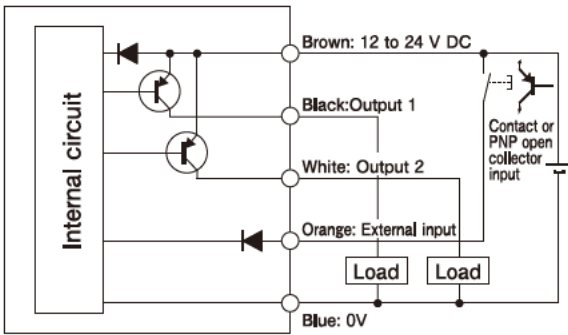 Internal circuit
Brown: 12 to 24 V DC
Black:Output 1
White: Output 2
Orange: External input
Blue: 0V
Load
Load
Contact or
PNP open
collector
input